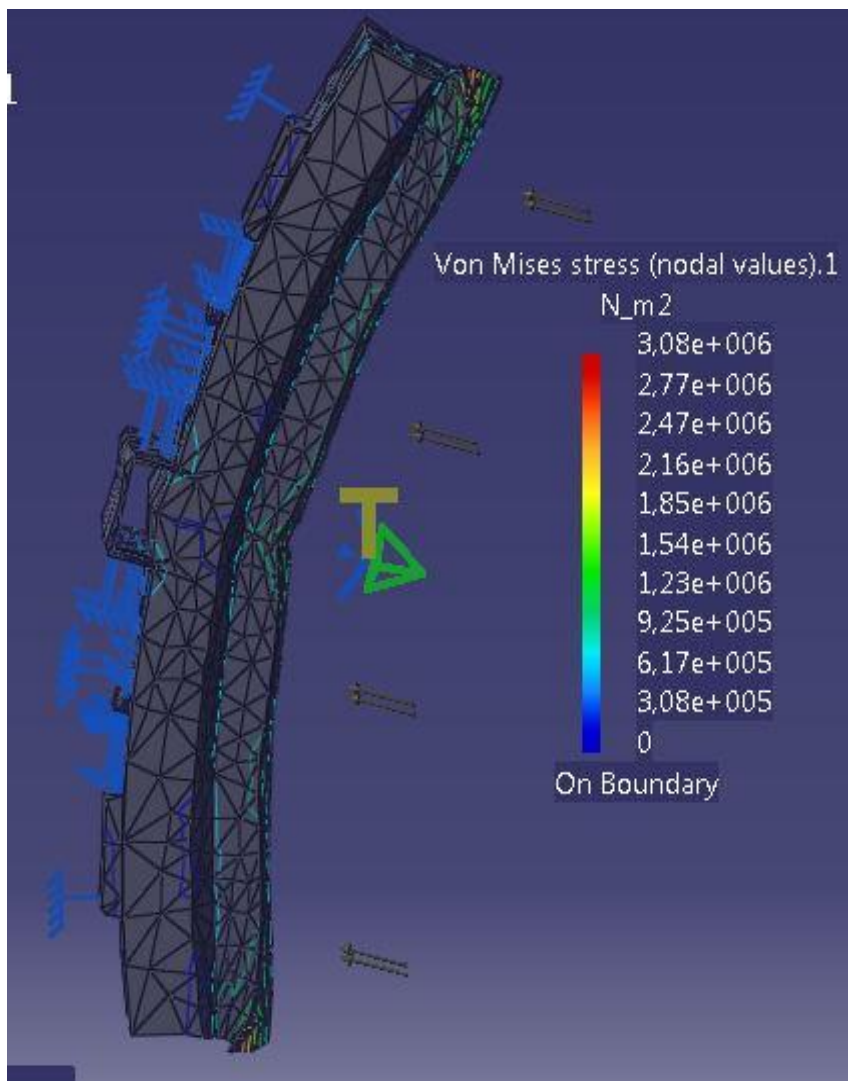 1
Von Mises stress (nodal values).1
N_m2
3,08e+006
2,77e+006
2,47e+006
2,16e+006
1,85e+006
1,54e+006
1,23e+006
9,25e+005
6,17e+005
3,08e+005
0
On Boundary